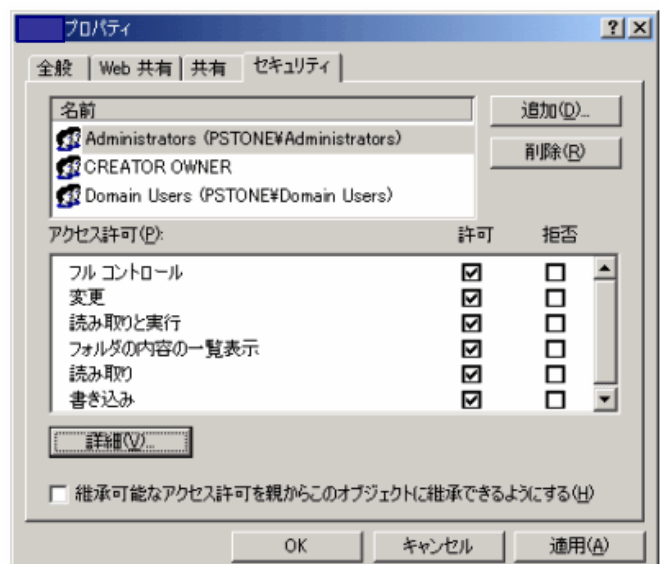 プロパティ
? ×
全般 Web 共有 共有 セキュリティ
名前
追加(D)...
Administrators (PSTONE¥Administrators)
削除(R)
CREATOR OWNER
Domain Users (PSTONE¥Domain Users)
アクセス許可(P): 許可 拒否
フル コントロール
変更
読み取りと実行
フォルダの内容の一覧表示
読み取り
書き込み
詳細(V)...
継承可能なアクセス許可を親からこのオブジェクトに継承できるようにする(H)
OK キャンセル 適用(A)